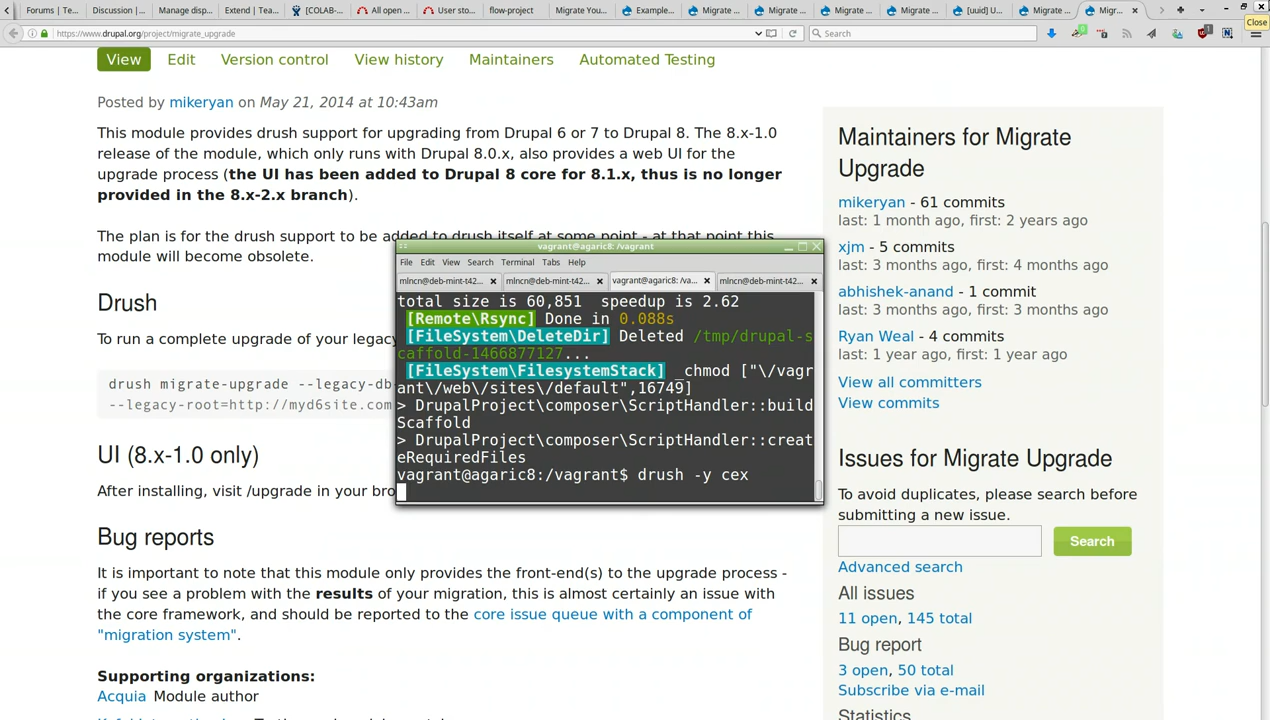 Forums | Te...
Discussion |...
Manage disp...
Extend | Tea...
[COLAB-...
All open ...
User sto...
flow-project
Migrate You...
Example...
Migrate ...
Migrate ...
Migrate ...
Migrate ...
[uuid] U...
Migrate ...
Migr...
Close
https://www.drupal.org/project/migrate_upgrade
Search
View Edit Version control View history Maintainers Automated Testing
Posted by mikeryan on May 21, 2014 at 10:43am
This module provides drush support for upgrading from Drupal 6 or 7 to Drupal 8. The 8.x-1.0
release of the module, which only runs with Drupal 8.0.x, also provides a web UI for the
upgrade process (the UI has been added to Drupal 8 core for 8.1.x, thus is no longer
provided in the 8.x-2.x branch).
The plan is for the drush support to be added to drush itself at some point - at that point this
module will become obsolete.
Drush
To run a complete upgrade of your legacy
drush migrate-upgrade --legacy-db
--legacy-root=http://myd6site.com
UI (8.x-1.0 only)
After installing, visit /upgrade in your bro
Bug reports
It is important to note that this module only provides the front-end(s) to the upgrade process -
if you see a problem with the results of your migration, this is almost certainly an issue with
the core framework, and should be reported to the core issue queue with a component of
"migration system".
Supporting organizations:
Acquia Module author
vagrant@agaric8: /vagrant
File Edit View Search Terminal Tabs Help
mlncn@deb-mint-t42...
mlncn@deb-mint-t42...
vagrant@agaric8: /va...
mlncn@deb-mint-t42...
total size is 60,851 speedup is 2.62
[Remote\Rsync] Done in 0.088s
[FileSystem\DeleteDir] Deleted /tmp/drupal-s
caffold-1466877127...
[FileSystem\FilesystemStack] _chmod ["\/vagr
ant\/web\/sites\/default",16749]
> DrupalProject\composer\ScriptHandler::build
Scaffold
> DrupalProject\composer\ScriptHandler::creat
eRequiredFiles
vagrant@agaric8:/vagrant$ drush -y cex
Maintainers for Migrate
Upgrade
mikeryan - 61 commits
last: 1 month ago, first: 2 years ago
xjm - 5 commits
last: 3 months ago, first: 4 months ago
abhishek-anand - 1 commit
last: 3 months ago, first: 3 months ago
Ryan Weal - 4 commits
last: 1 year ago, first: 1 year ago
View all committers
View commits
Issues for Migrate Upgrade
To avoid duplicates, please search before
submitting a new issue.
Search
Advanced search
All issues
11 open, 145 total
Bug report
3 open, 50 total
Subscribe via e-mail
Statistics